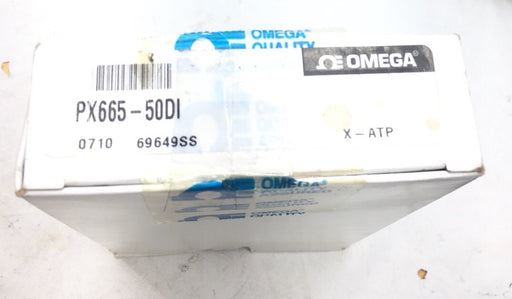 OMEGA®
QUALITY
OMEGA®
PX665-50DI
0710 69649SS
X-ATP
OMEGA®